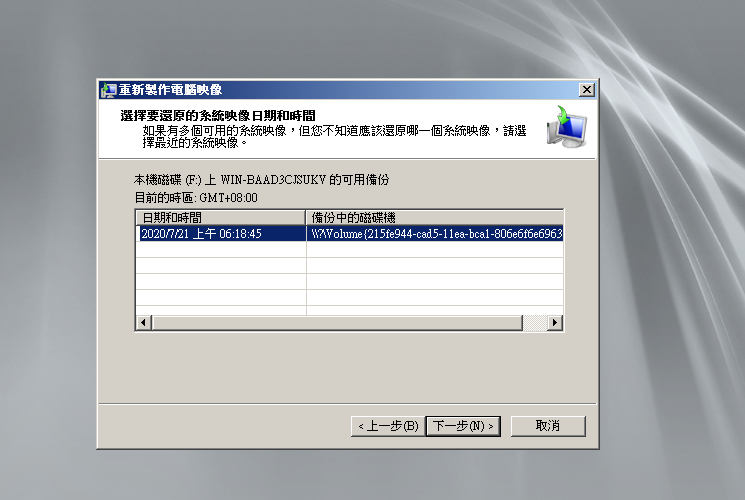 重新製作電腦映像
選擇要還原的系統映像日期和時間
如果有多個可用的系統映像，但您不知道應該還原哪一個系統映像，請選
擇最近的系統映像。
本機磁碟 (F:) 上 WIN-BAAD3CJSUKV 的可用備份
目前的時區: GMT+08:00
日期和時間 備份中的磁碟機
2020/7/21 上午 06:18:45 \\?\Volume{215fe944-cad5-11ea-bca1-806e6f6e6963
< 上一步(B) 下一步(N) > 取消